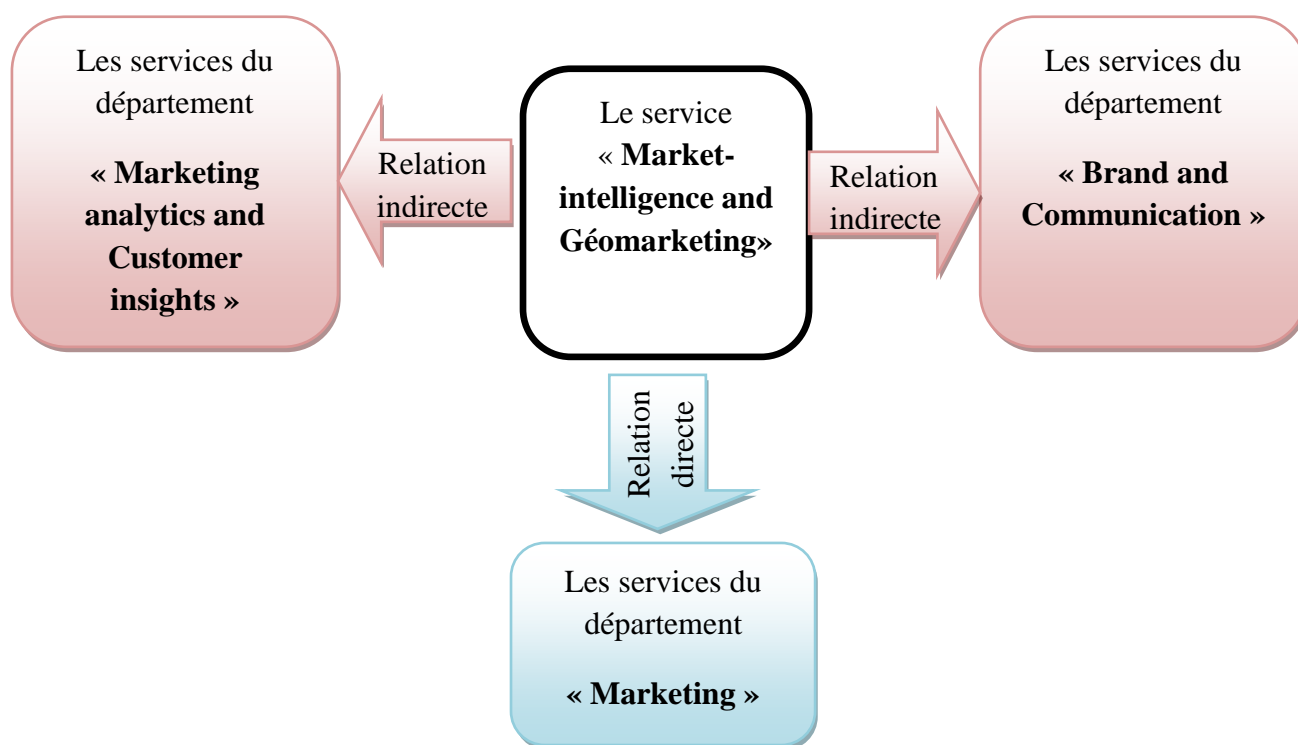 Les services du
département
« Marketing
analytics and
Customer
insights »
Relation
indirecte
Le service
« Market-
intelligence and
Géomarketing»
Relation
indirecte
Les services du
département
« Brand and
Communication »
Relation
directe
Les services du
département
« Marketing »